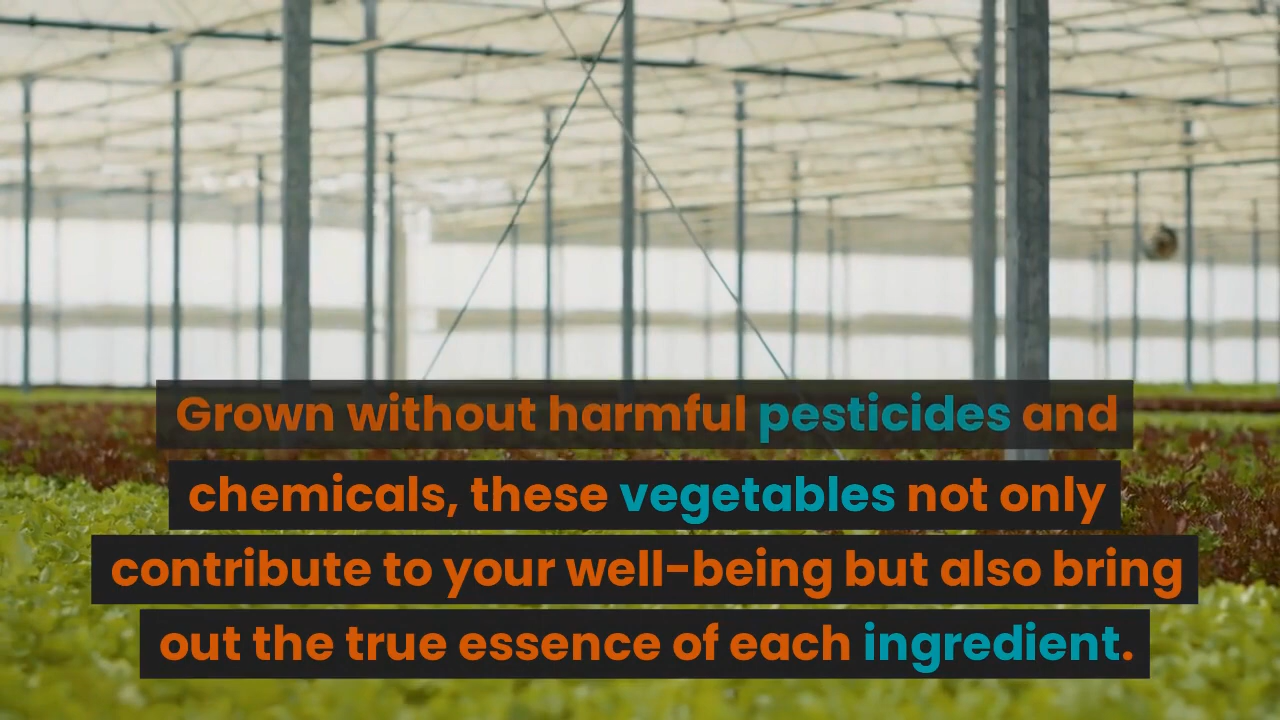 Grown without harmful pesticides and
chemicals, these vegetables not only
contribute to your well-being but also bring
out the true essence of each ingredient.